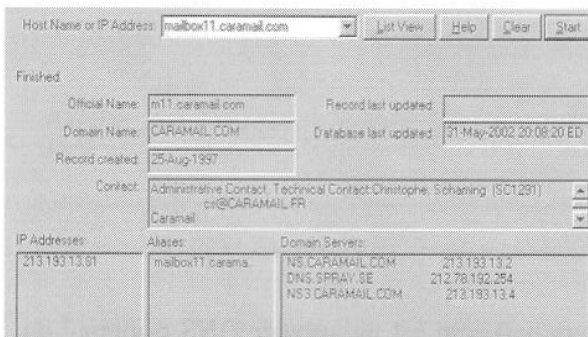 Host Name or IP Address: mailbox11.caramail.com List View Help Clear Start
Finished.
Official Name: m11.caramail.com Record last updated:
Domain Name: CARAMAIL.COM Database last updated: 31-May-2002 20:08:20 ED
Record created: 25-Aug-1997
Contact: Administrative Contact, Technical Contact:Christophe, Schaming (SC1291)
cs@CARAMAIL.FR
Caramail
IP Addresses: Aliases: Domain Servers:
213.193.13.81 mailbox11.carama.. NS.CARAMAIL.COM 213.193.13.2
DNS.SPRAY.SE 212.78.192.254
NS3.CARAMAIL.COM 213.193.13.4